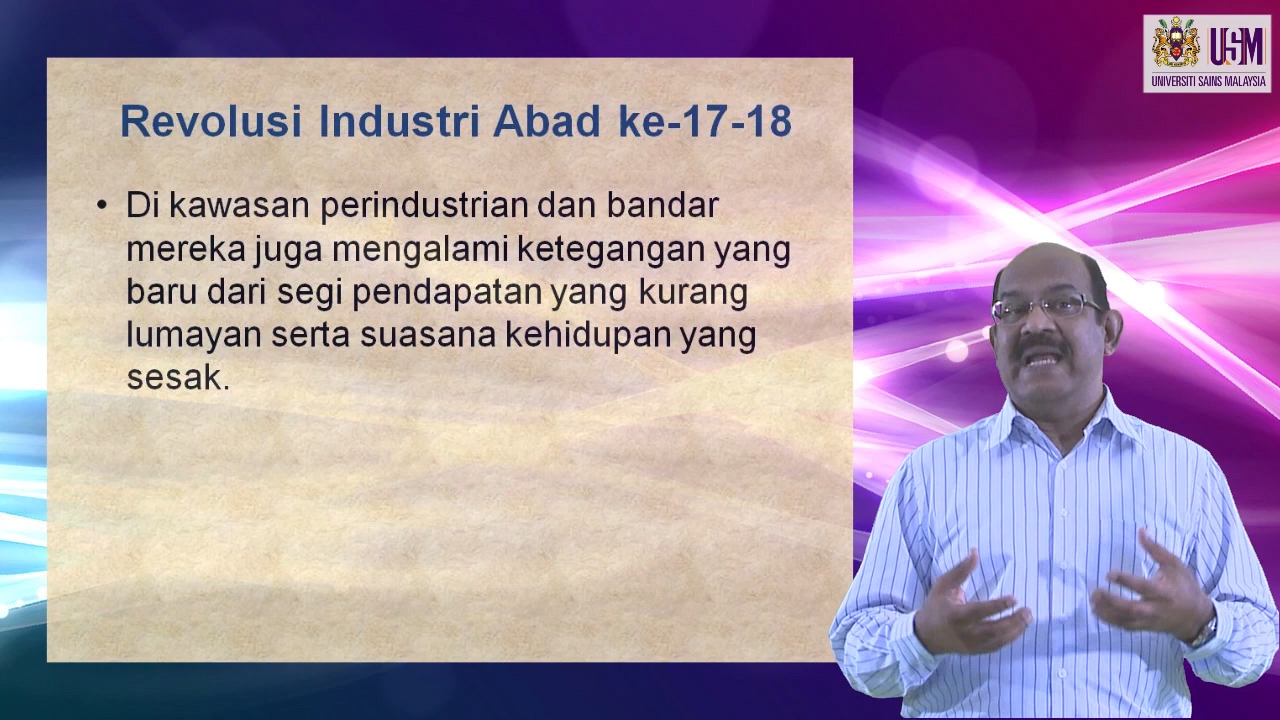 USM
UNIVERSITI SAINS MALAYSIA
Revolusi Industri Abad ke-17-18
• Di kawasan perindustrian dan bandar
mereka juga mengalami ketegangan yang
baru dari segi pendapatan yang kurang
lumayan serta suasana kehidupan yang
sesak.